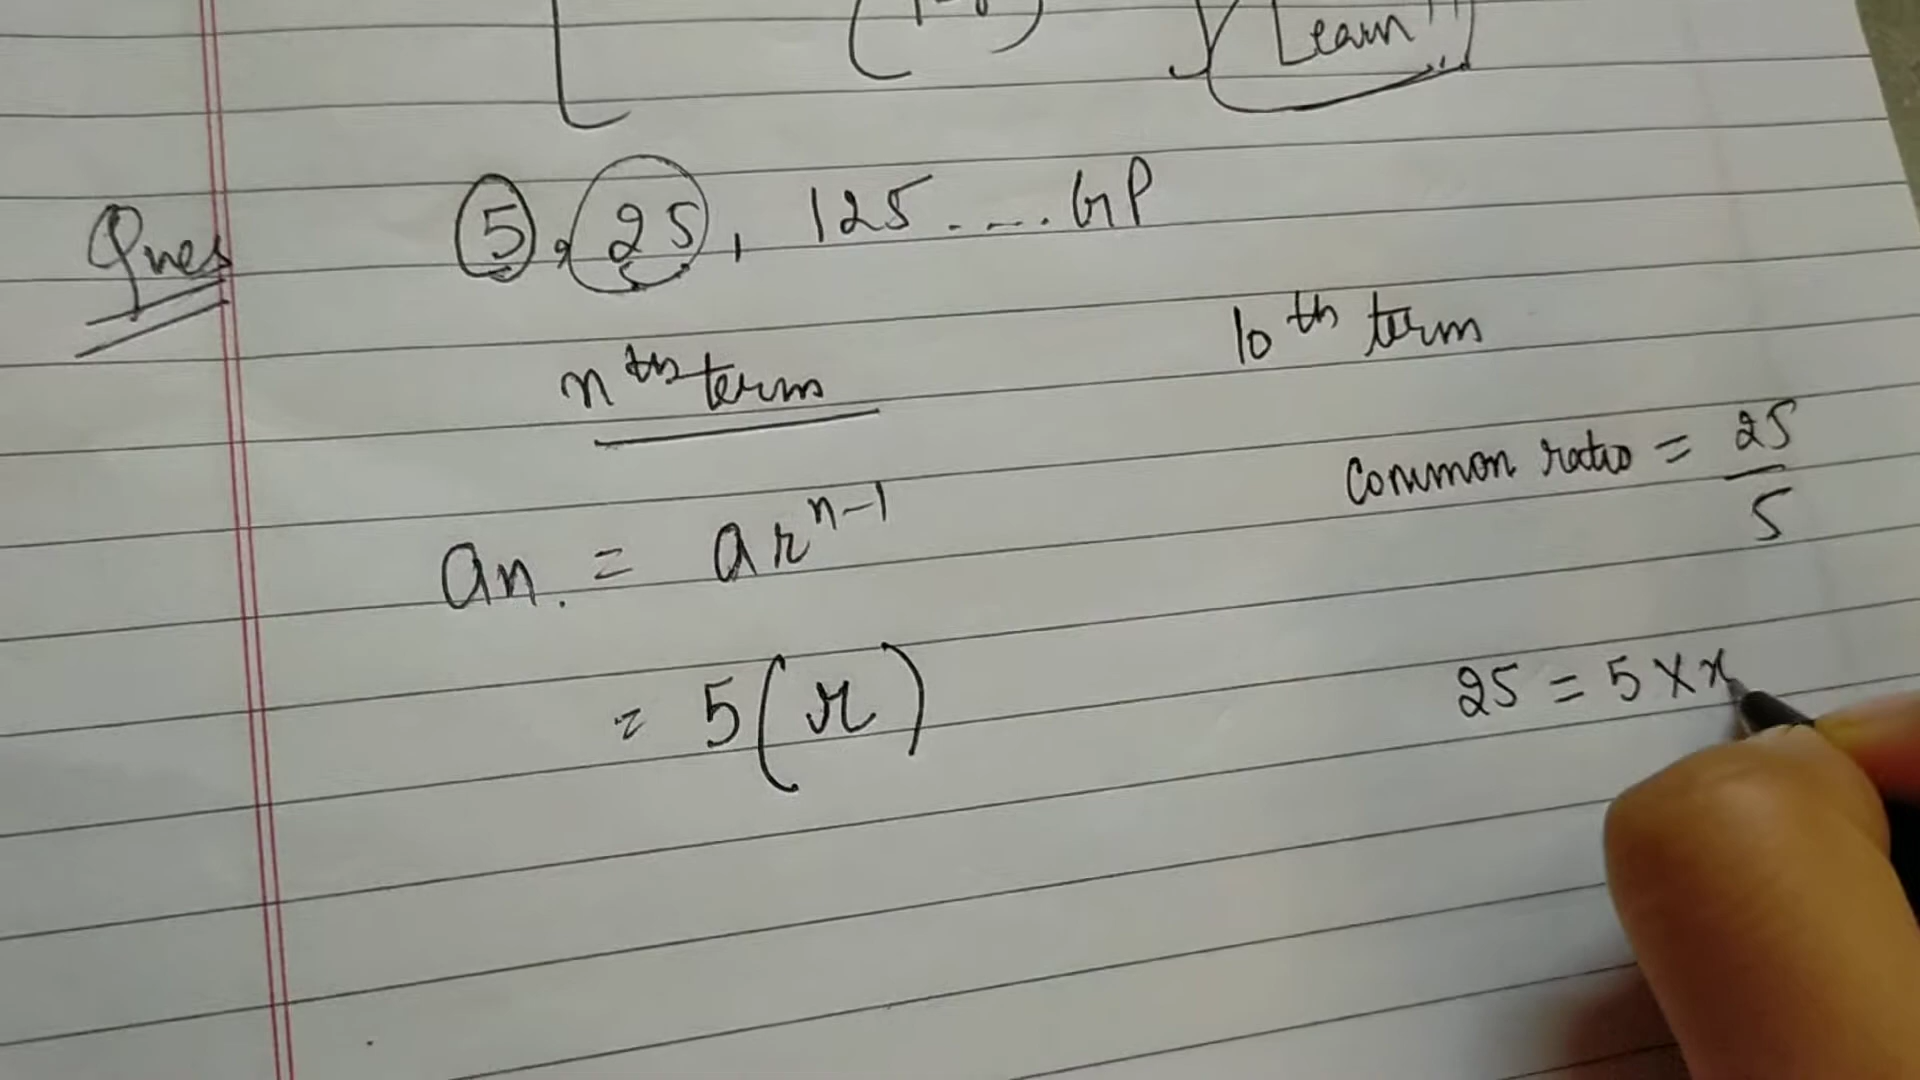 Learn !!
Ques 5, 25, 125 .... GP
nth term 10th term
common ratio = 25/5
an. = ar^n-1
= 5(r) 25 = 5 × x